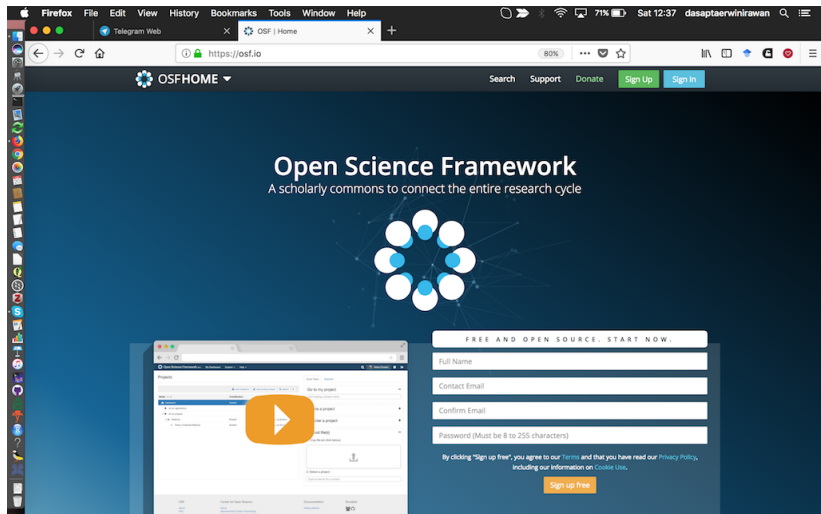 Firefox File Edit View History Bookmarks Tools Window Help 71% Sat 12:37 dasaptaerwinirawan
Telegram Web OSF | Home
https://osf.io 80%
OSFHOME Search Support Donate Sign Up Sign In
Open Science Framework
A scholarly commons to connect the entire research cycle
FREE AND OPEN SOURCE. START NOW.
Full Name
Contact Email
Confirm Email
Password (Must be 8 to 255 characters)
By clicking "Sign up free", you agree to our Terms and that you have read our Privacy Policy,
including our information on Cookie Use.
Sign up free
Projects
Go to my project